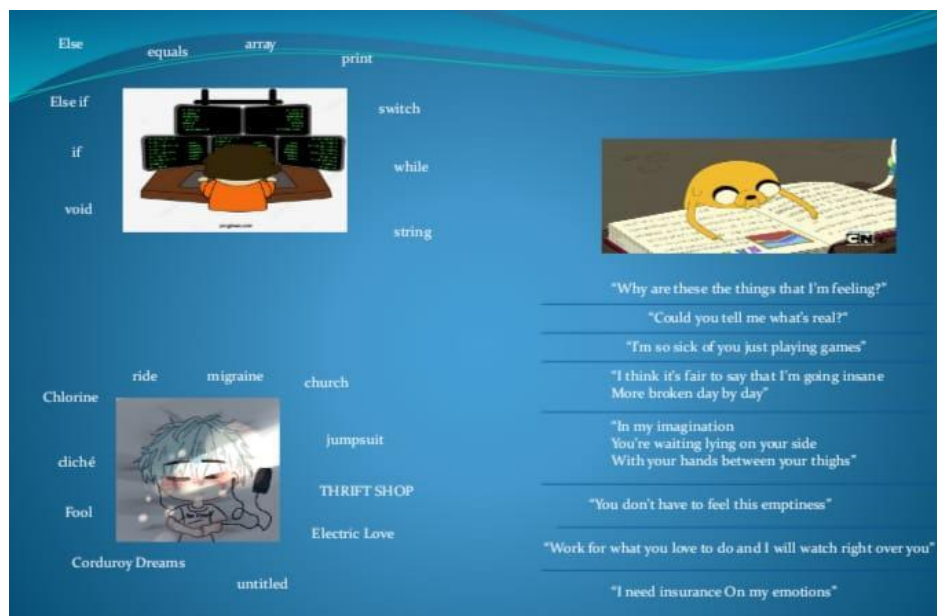 Else
equals
array
print
Else if
switch
if
while
void
string
CN
"Why are these the things that I'm feeling?"
"Could you tell me what's real?"
"I'm so sick of you just playing games"
"I think it's fair to say that I'm going insane
More broken day by day"
"In my imagination
You're waiting lying on your side
With your hands between your thighs"
"You don't have to feel this emptiness"
"Work for what you love to do and I will watch right over you"
"I need insurance On my emotions"
ride
migraine
church
Chlorine
jumpsuit
cliché
THRIFT SHOP
Fool
Electric Love
Corduroy Dreams
untitled